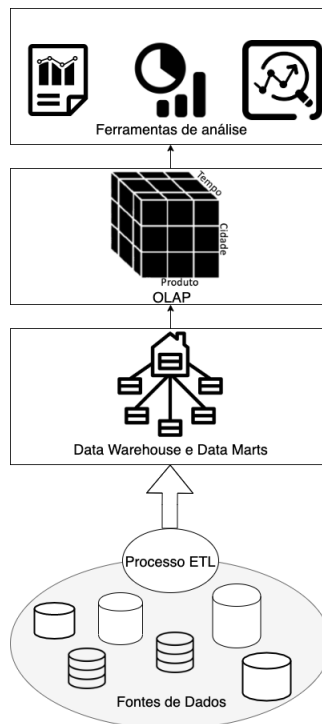 Ferramentas de análise
Tempo
Cidade
Produto
OLAP
Data Warehouse e Data Marts
Processo ETL
Fontes de Dados